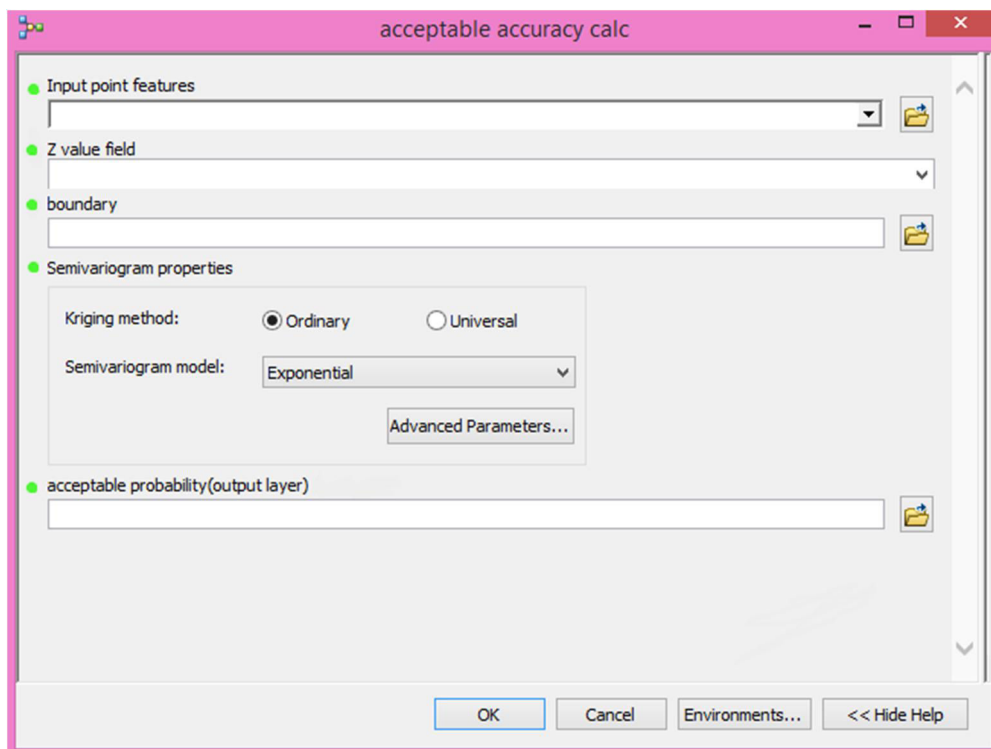 acceptable accuracy calc
Input point features
Z value field
boundary
Semivariogram properties
Kriging method: Ordinary Universal
Semivariogram model: Exponential
Advanced Parameters...
acceptable probability(output layer)
OK Cancel Environments... << Hide Help